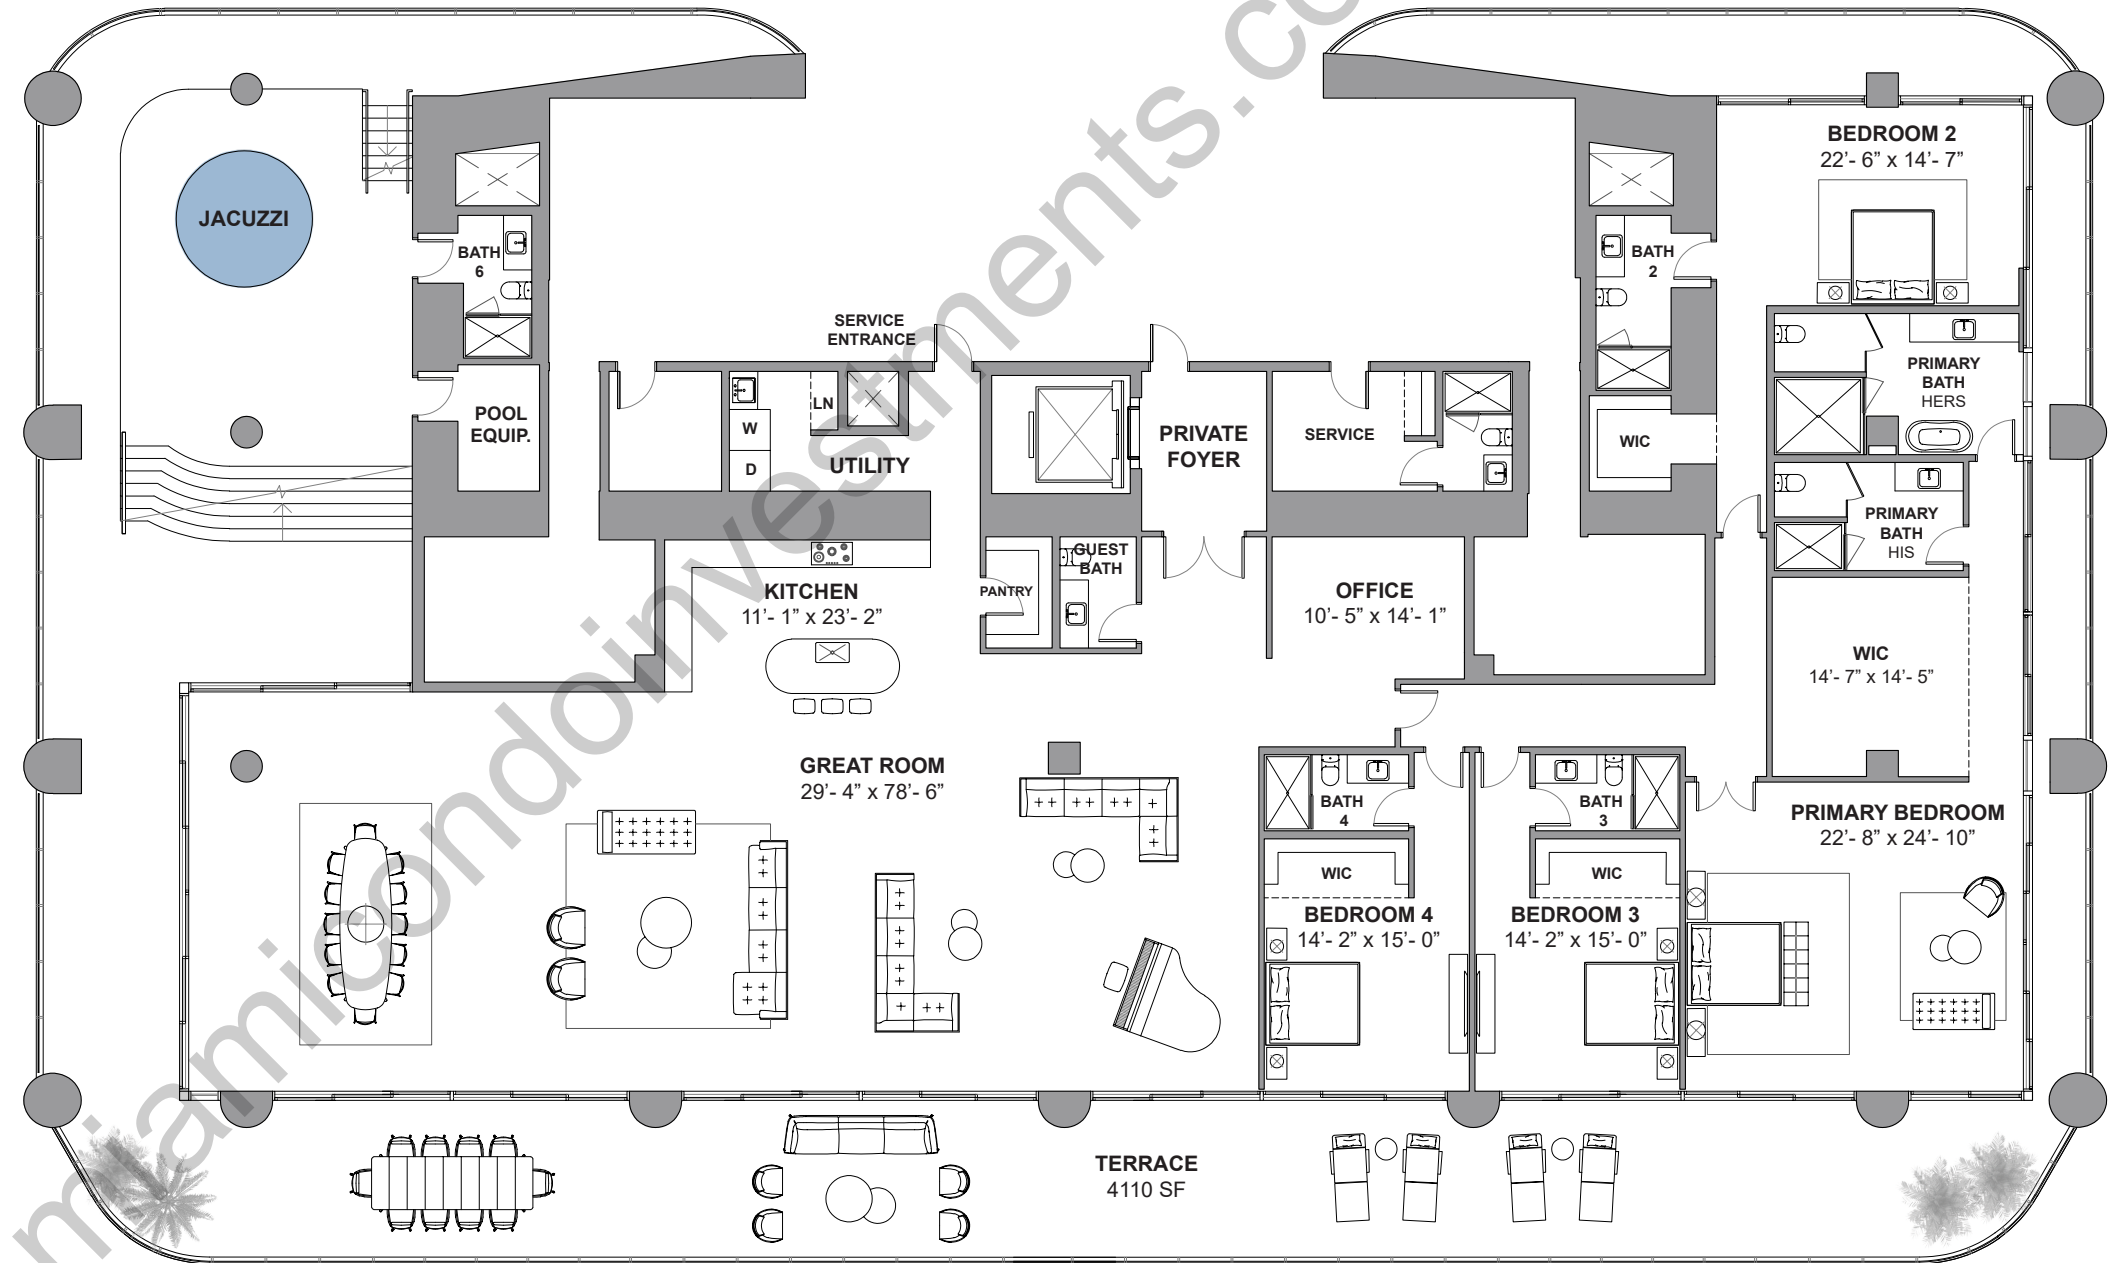 BEDROOM 2
22'- 6" x 14'- 7"
JACUZZI
BATH
6
BATH
2
SERVICE
ENTRANCE
PRIMARY
BATH
HERS
LN
W
D
UTILITY
POOL
EQUIP.
PRIVATE
FOYER
SERVICE
WIC
PRIMARY
BATH
HIS
GUEST
BATH
PANTRY
KITCHEN
11'- 1" x 23'- 2"
OFFICE
10'- 5" x 14'- 1"
WIC
14'- 7" x 14'- 5"
GREAT ROOM
29'- 4" x 78'- 6"
BATH
4
BATH
3
PRIMARY BEDROOM
22'- 8" x 24'- 10"
WIC
WIC
BEDROOM 4
14'- 2" x 15'- 0"
BEDROOM 3
14'- 2" x 15'- 0"
TERRACE
4110 SF
miamicondoinvestments.co